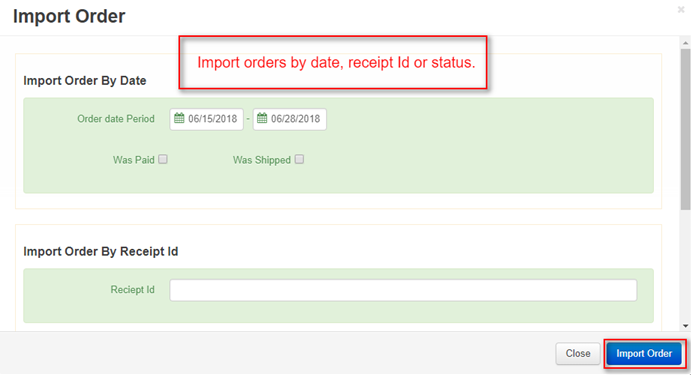 Import Order
Import orders by date, receipt Id or status.
Import Order By Date
Order date Period 06/15/2018 - 06/28/2018
Was Paid Was Shipped
Import Order By Receipt Id
Reciept Id
Close Import Order